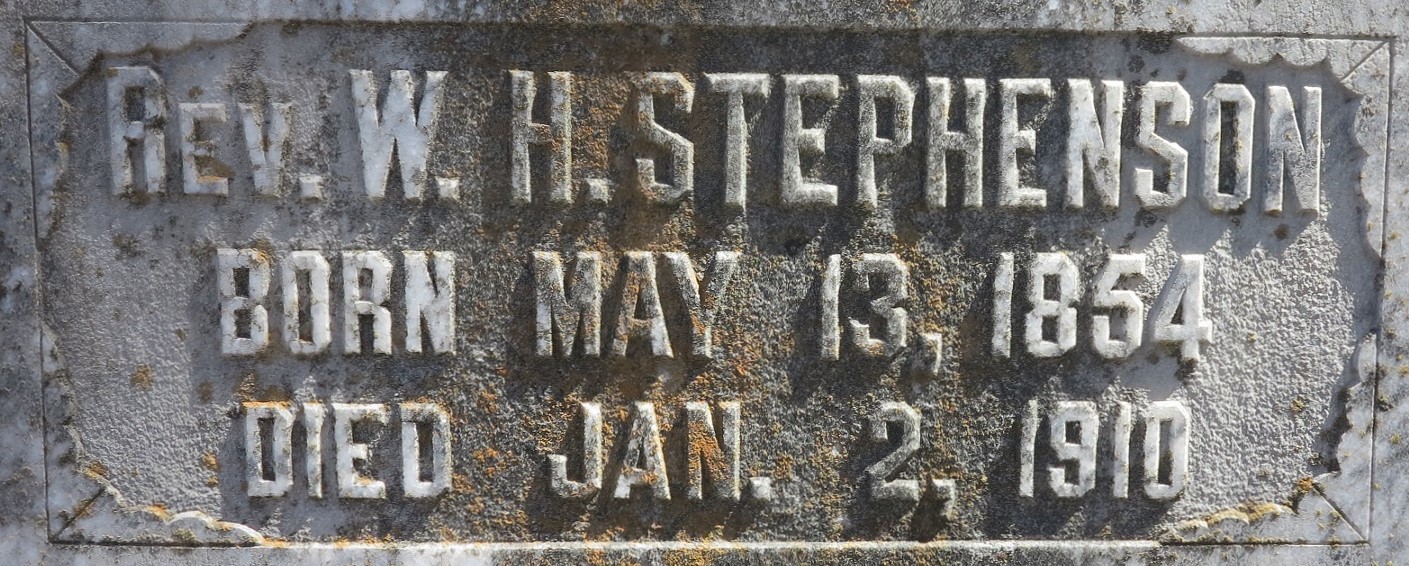 REV. W. H. STEPHENSON
BORN MAY 13, 1854
DIED JAN. 2, 1910